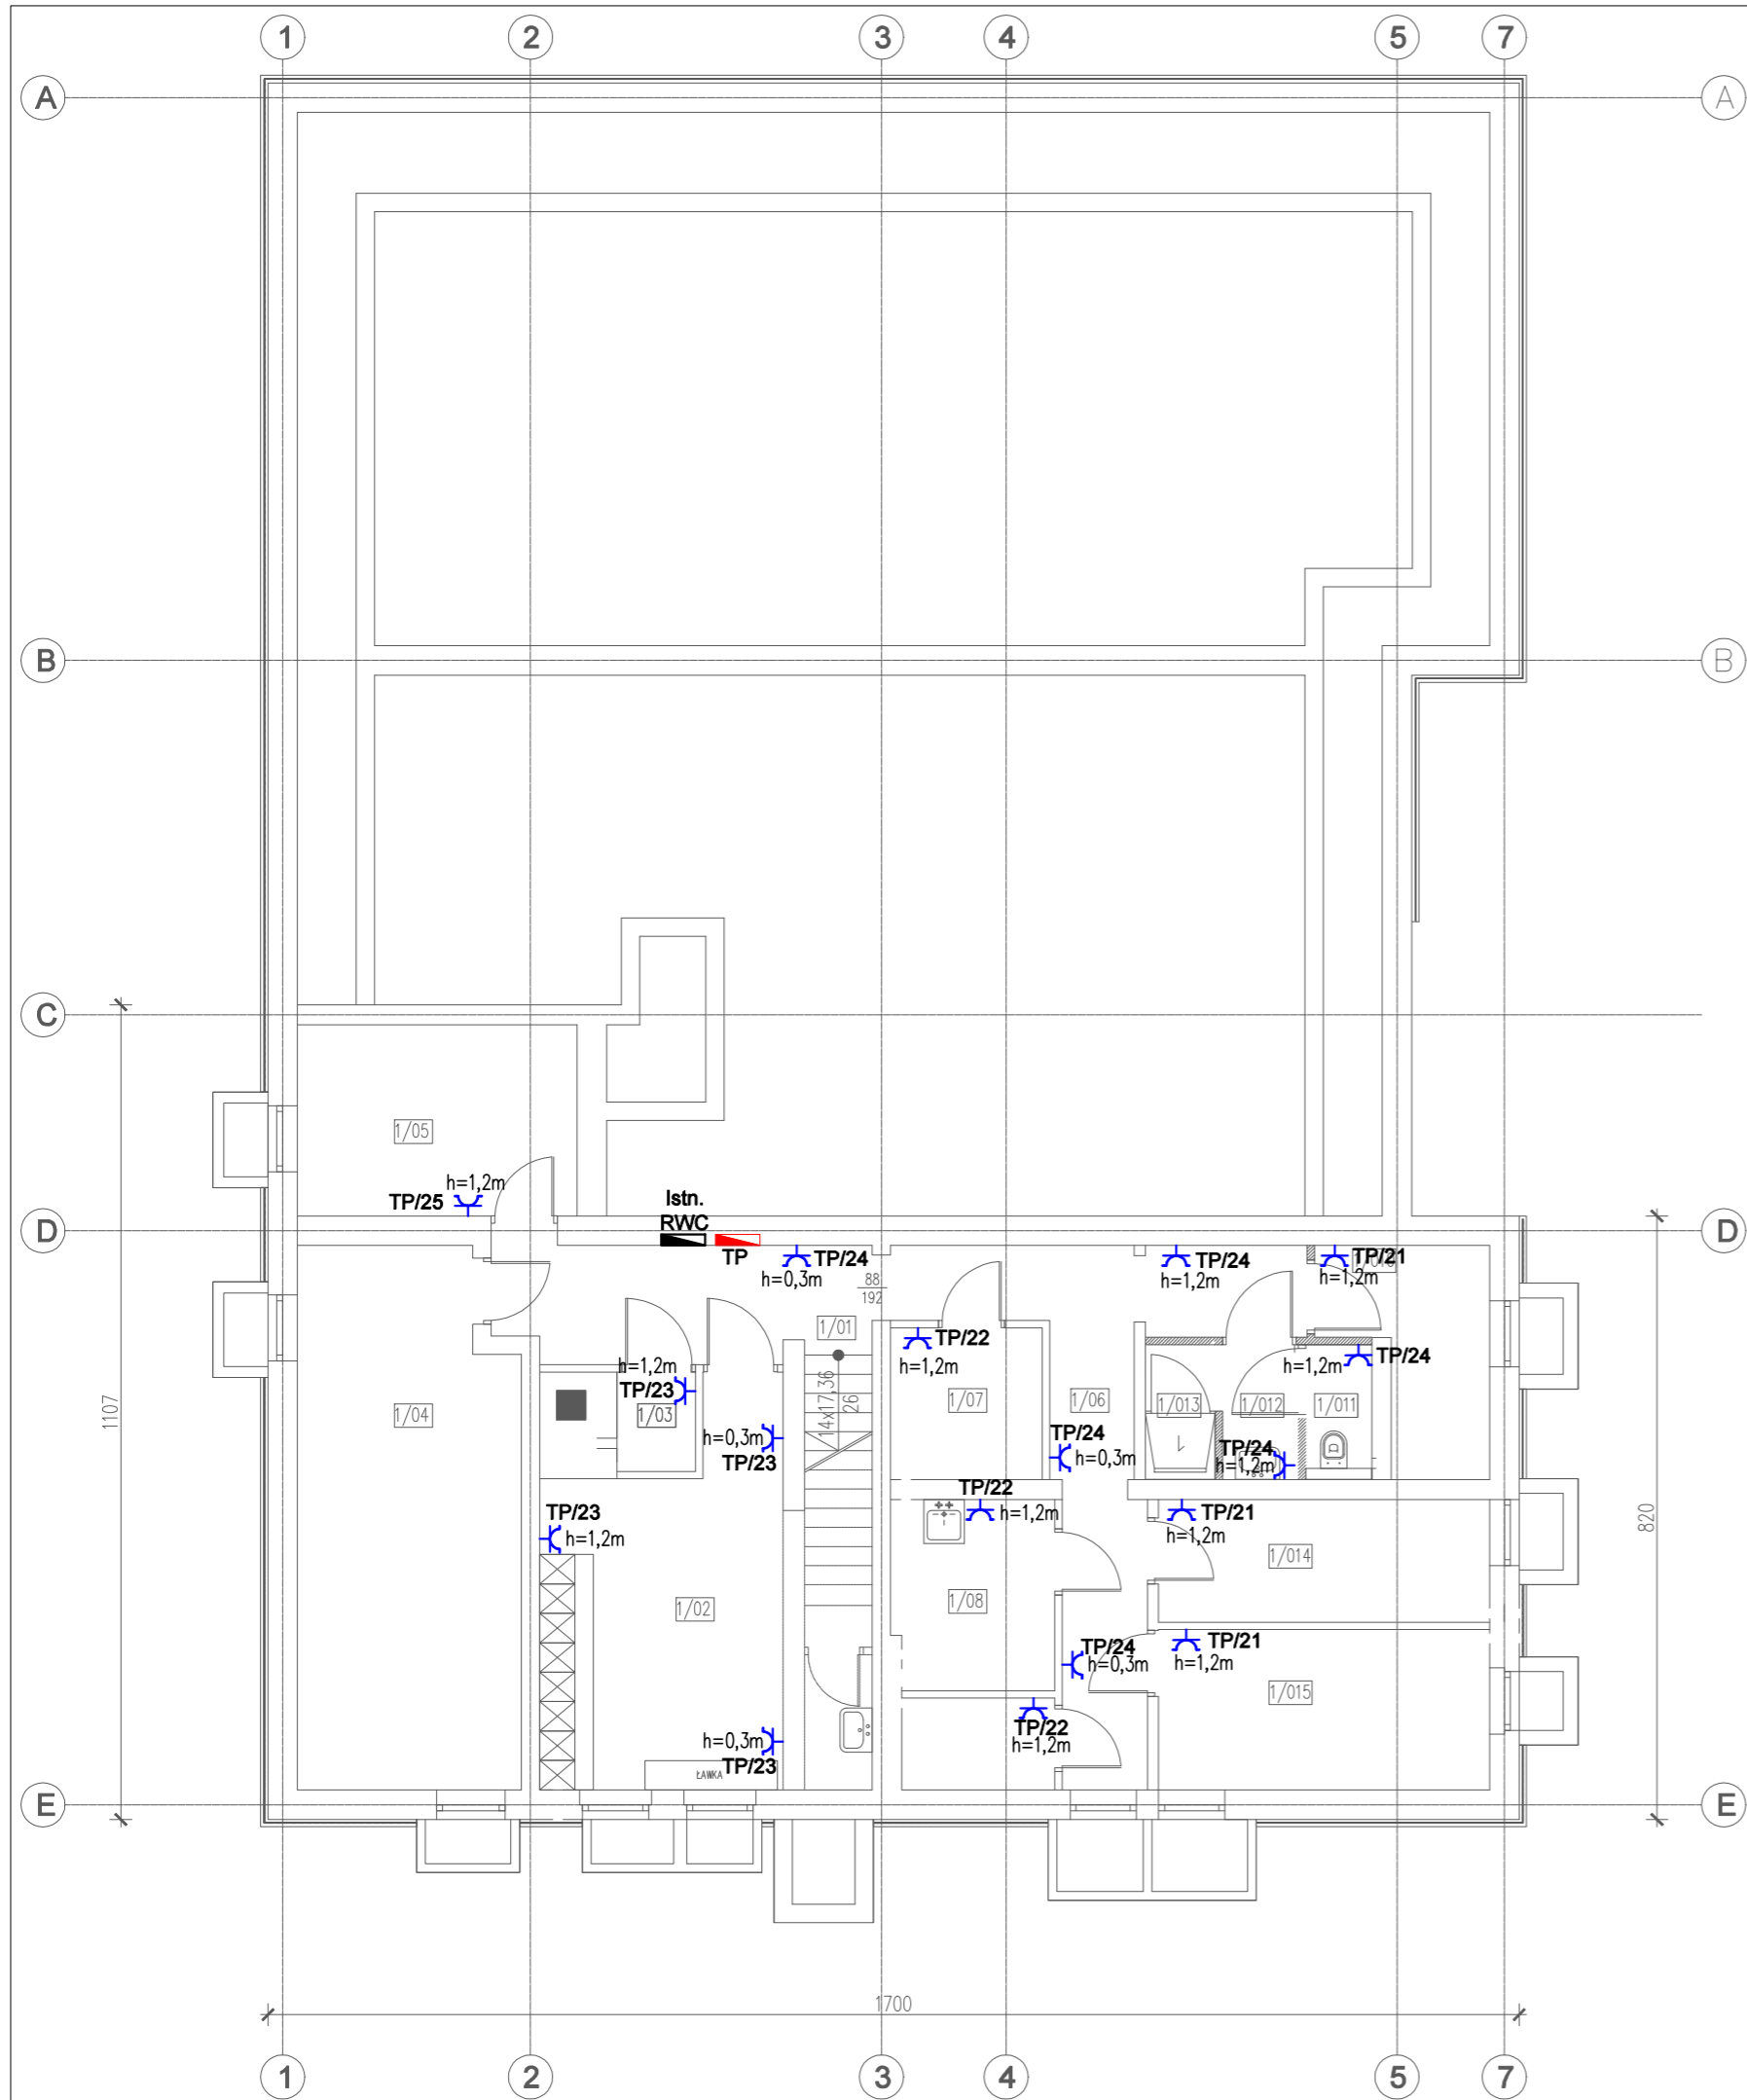 1 2 3 4 5 7
A A
B B
C
1/05
h=1,2m
TP/25
Istn.
RWC
D D
TP
TP/24
h=0,3m
TP/24
h=1,2m
TP/21
h=1,2m
88
192
1/01
TP/22
h=1,2m
h=1,2m
TP/24
h=1,2m
TP/23
14x17,36
26
1/04
1/03
1/07
1/06
1/013
1/012
1/011
1107
h=0,3m
TP/23
TP/24
h=0,3m
TP/24
h=1,2m
TP/23
h=1,2m
TP/22
h=1,2m
TP/21
h=1,2m
820
1/014
1/02
1/08
TP/24
h=0,3m
TP/21
h=1,2m
1/015
TP/22
h=1,2m
h=0,3m
TP/23
ŁAWKA
E E
1700
1 2 3 4 5 7